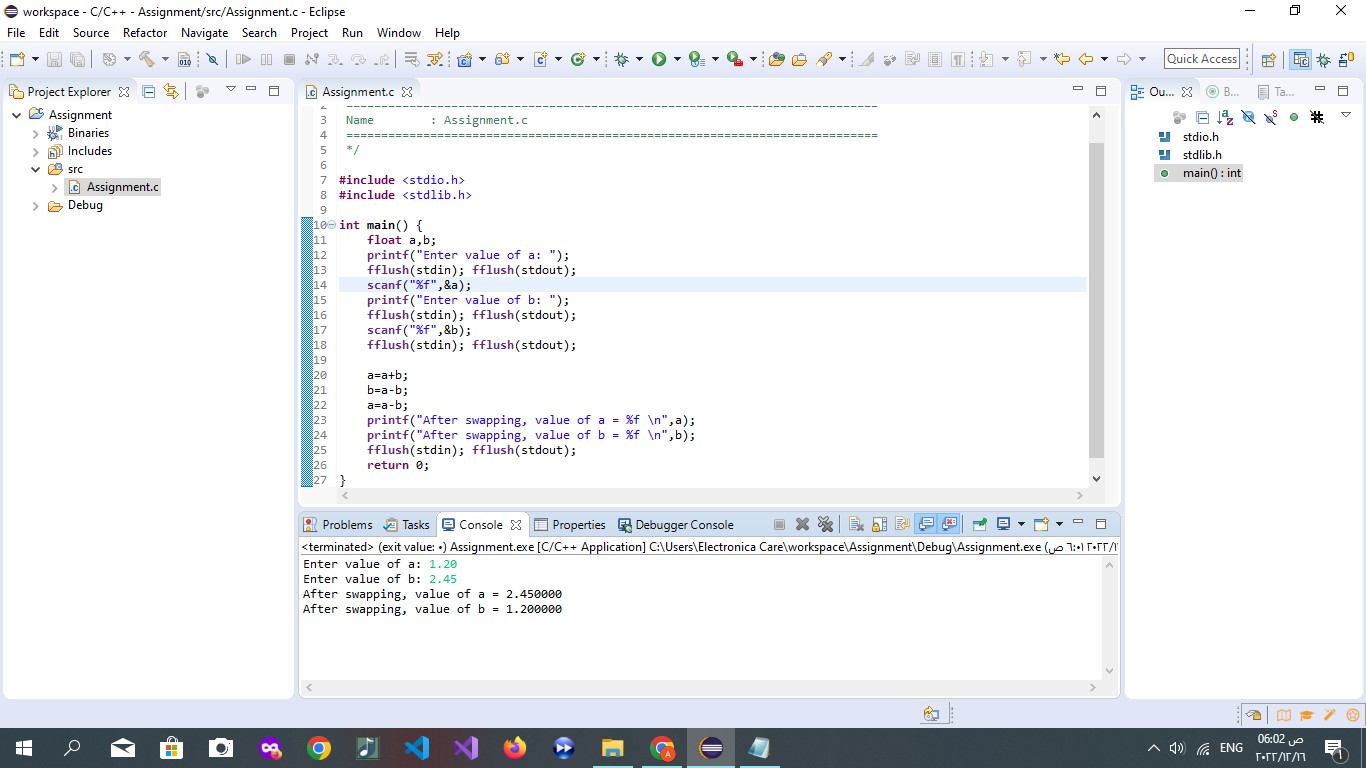 workspace - C/C++ - Assignment/src/Assignment.c - Eclipse
File Edit Source Refactor Navigate Search Project Run Window Help
Quick Access
Project Explorer
Assignment
Binaries
Includes
src
Assignment.c
Debug
Assignment.c
2 ============================================================================
3 Name        : Assignment.c
4 ============================================================================
5 */
6
7 #include <stdio.h>
8 #include <stdlib.h>
9
10 int main() {
11     float a,b;
12     printf("Enter value of a: ");
13     fflush(stdin); fflush(stdout);
14     scanf("%f",&a);
15     printf("Enter value of b: ");
16     fflush(stdin); fflush(stdout);
17     scanf("%f",&b);
18     fflush(stdin); fflush(stdout);
19
20     a=a+b;
21     b=a-b;
22     a=a-b;
23     printf("After swapping, value of a = %f \n",a);
24     printf("After swapping, value of b = %f \n",b);
25     fflush(stdin); fflush(stdout);
26     return 0;
27 }
Ou... B... Ta...
stdio.h
stdlib.h
main() : int
Problems Tasks Console Properties Debugger Console
<terminated> (exit value: ٠) Assignment.exe [C/C++ Application] C:\Users\Electronica Care\workspace\Assignment\Debug\Assignment.exe
Enter value of a: 1.20
Enter value of b: 2.45
After swapping, value of a = 2.450000
After swapping, value of b = 1.200000
ENG
06:02 ص
٢٠٢٢/١٢/١٦
1